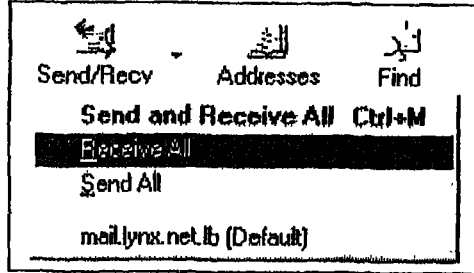 Send/Recv Addresses Find
Send and Receive All Ctrl+M
Receive All
Send All
mail.lynx.net.lb (Default)